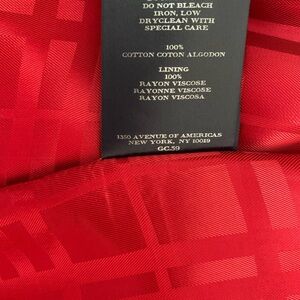 DO NOT BLEACH
IRON, LOW
DRYCLEAN WITH
SPECIAL CARE
100%
COTTON COTON ALGODON
LINING
100%
RAYON VISCOSE
RAYONNE VISCOSE
RAYON VISCOSA
1350 AVENUE OF AMERICAS
NEW YORK, NY 10019
GC.59